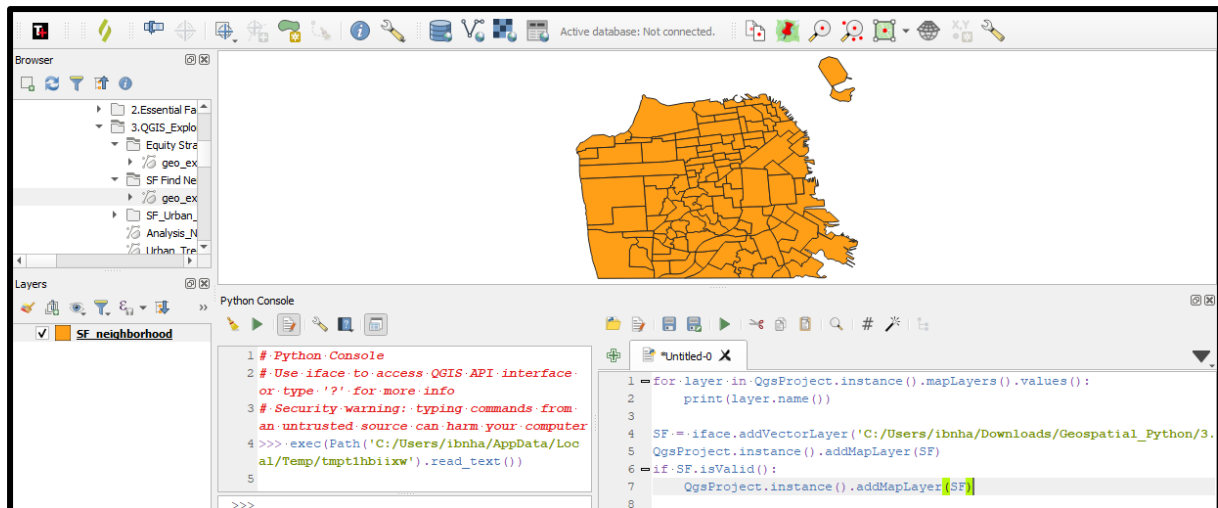 Active database: Not connected.
X,Y
Browser
2.Essential Fa
3.QGIS_Explo
Equity Stra
geo_ex
SF Find Ne
geo_ex
SF_Urban_
Analysis_N
Urban_Tre
Layers
SF_neighborhood
Python Console
1 # Python Console
2 # Use iface to access QGIS API interface
or type '?' for more info
3 # Security warning: typing commands from
an untrusted source can harm your computer
4 >>> exec(Path('C:/Users/ibnha/AppData/Loc
al/Temp/tmpt1hbiixw').read_text())
5
>>>
*Untitled-0
1 for layer in QgsProject.instance().mapLayers().values():
2 print(layer.name())
3
4 SF = iface.addVectorLayer('C:/Users/ibnha/Downloads/Geospatial_Python/3.
5 QgsProject.instance().addMapLayer(SF)
6 if SF.isValid():
7 QgsProject.instance().addMapLayer(SF)
8